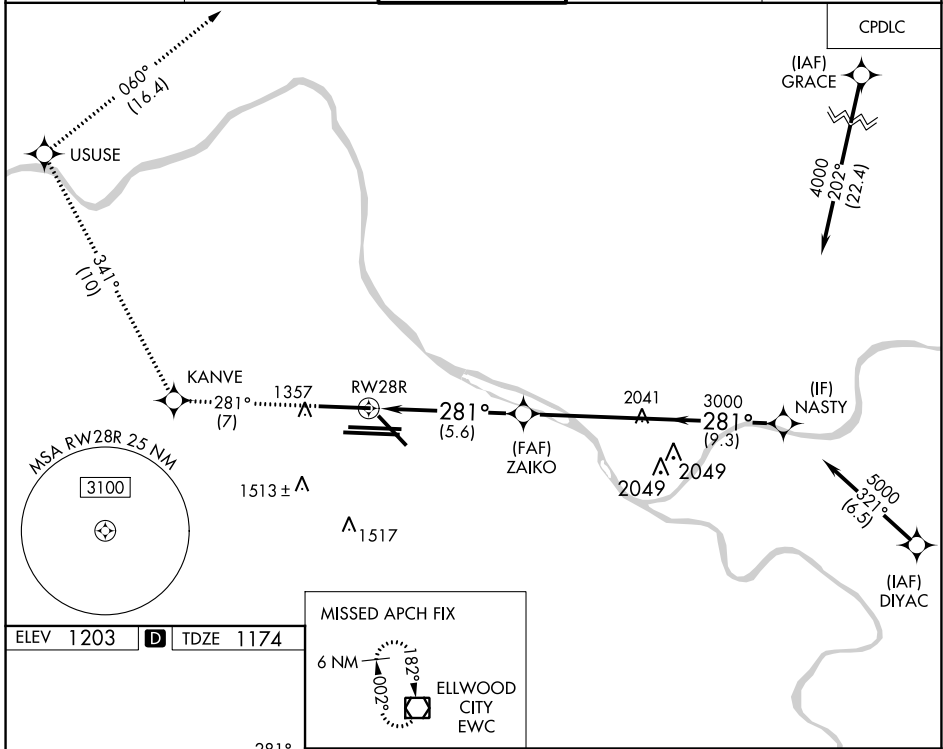 CPDLC
(IAF)
GRACE
4000
202°
(22.4)
060°
(16.4)
USUSE
341°
(10)
KANVE
281°
(7)
1357
RW28R
281°
(5.6)
(FAF)
ZAIKO
2041
3000
281°
(9.3)
(IF)
NASTY
2049
2049
5000
321°
(6.5)
(IAF)
DIYAC
MSA RW28R 25 NM
3100
1513 ±
1517
ELEV 1203 D TDZE 1174
MISSED APCH FIX
6 NM
182°
002°
ELLWOOD
CITY
EWC
281°